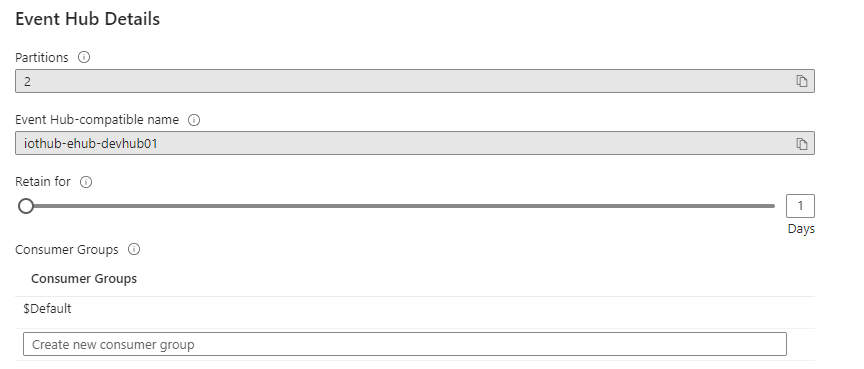 Event Hub Details
Partitions
2
Event Hub-compatible name
iothub-ehub-devhub01
Retain for
1
Days
Consumer Groups
Consumer Groups
$Default
Create new consumer group